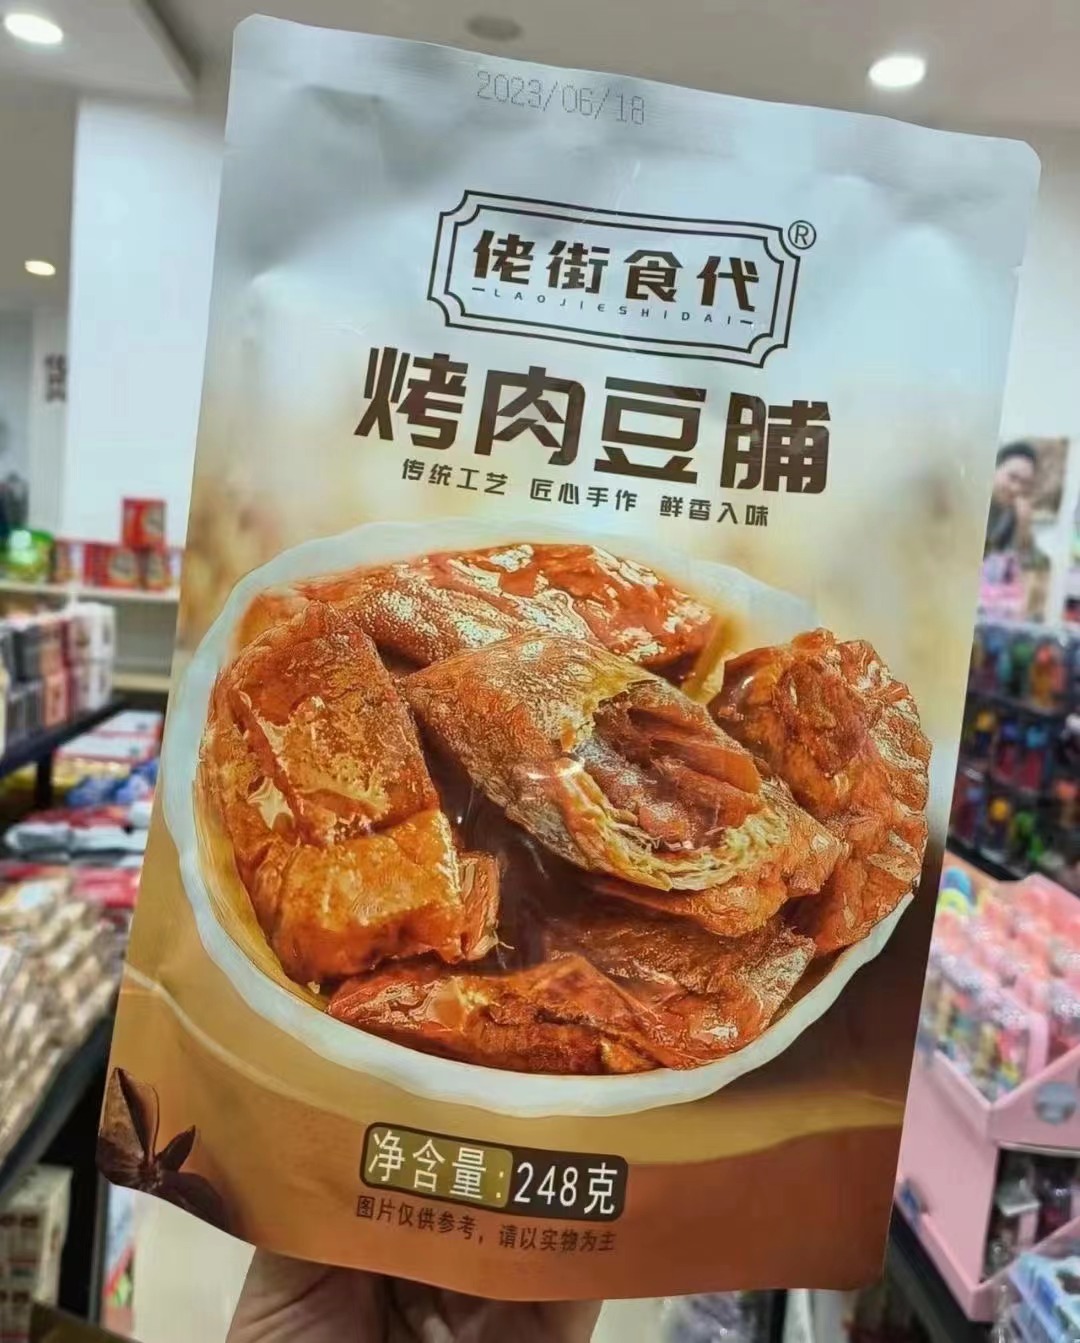 2023/06/18
佬街食代®
LAOJIESHIDAI
烤肉豆脯
传统工艺 匠心手作 鲜香入味
净含量:248克
图片仅供参考，请以实物为主